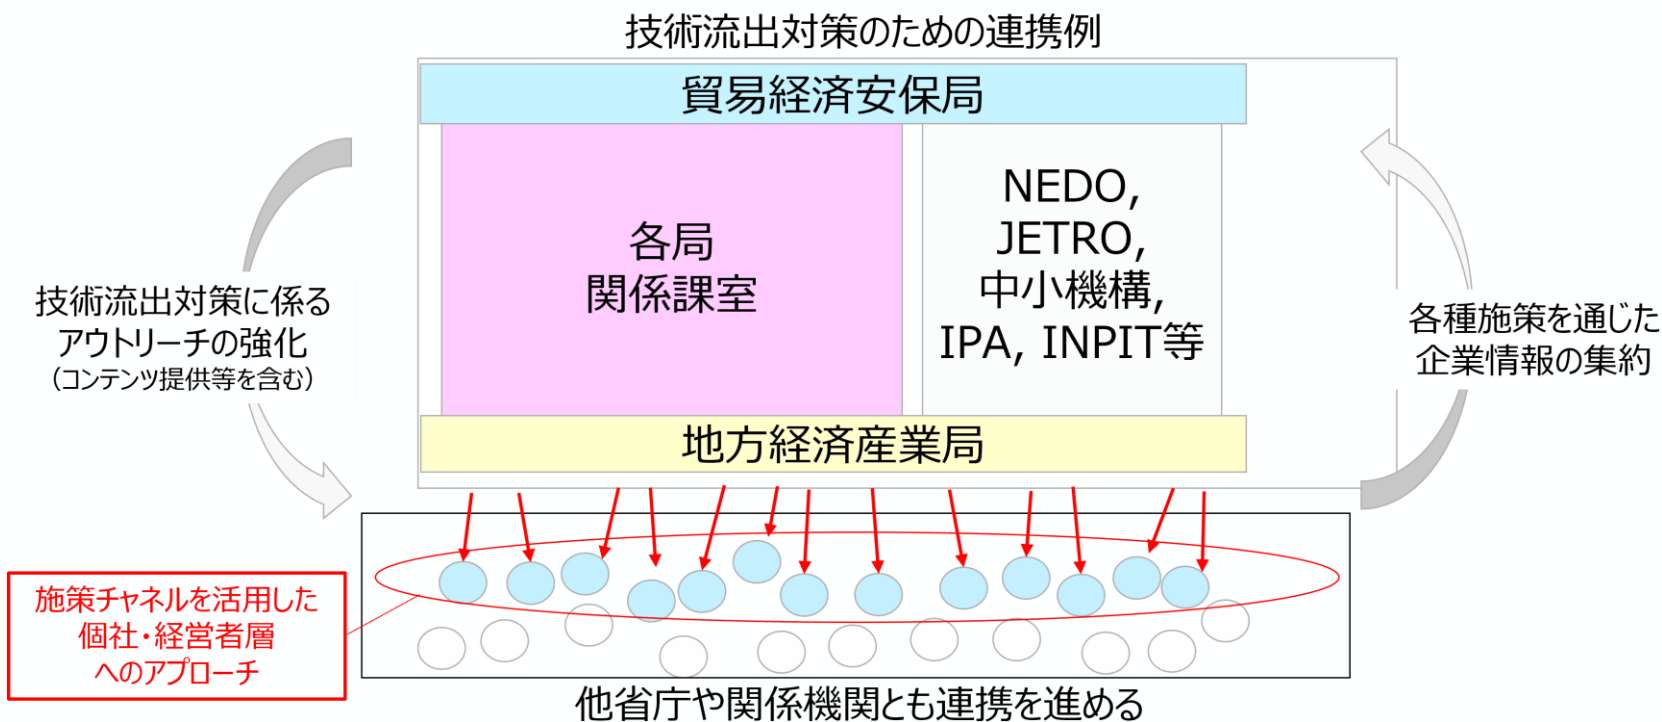 技術流出対策のための連携例
貿易経済安保局
各局
関係課室
NEDO,
JETRO,
中小機構,
IPA, INPIT等
地方経済産業局
技術流出対策に係る
アウトリーチの強化
（コンテンツ提供等を含む）
各種施策を通じた
企業情報の集約
施策チャネルを活用した
個社・経営者層
へのアプローチ
他省庁や関係機関とも連携を進める